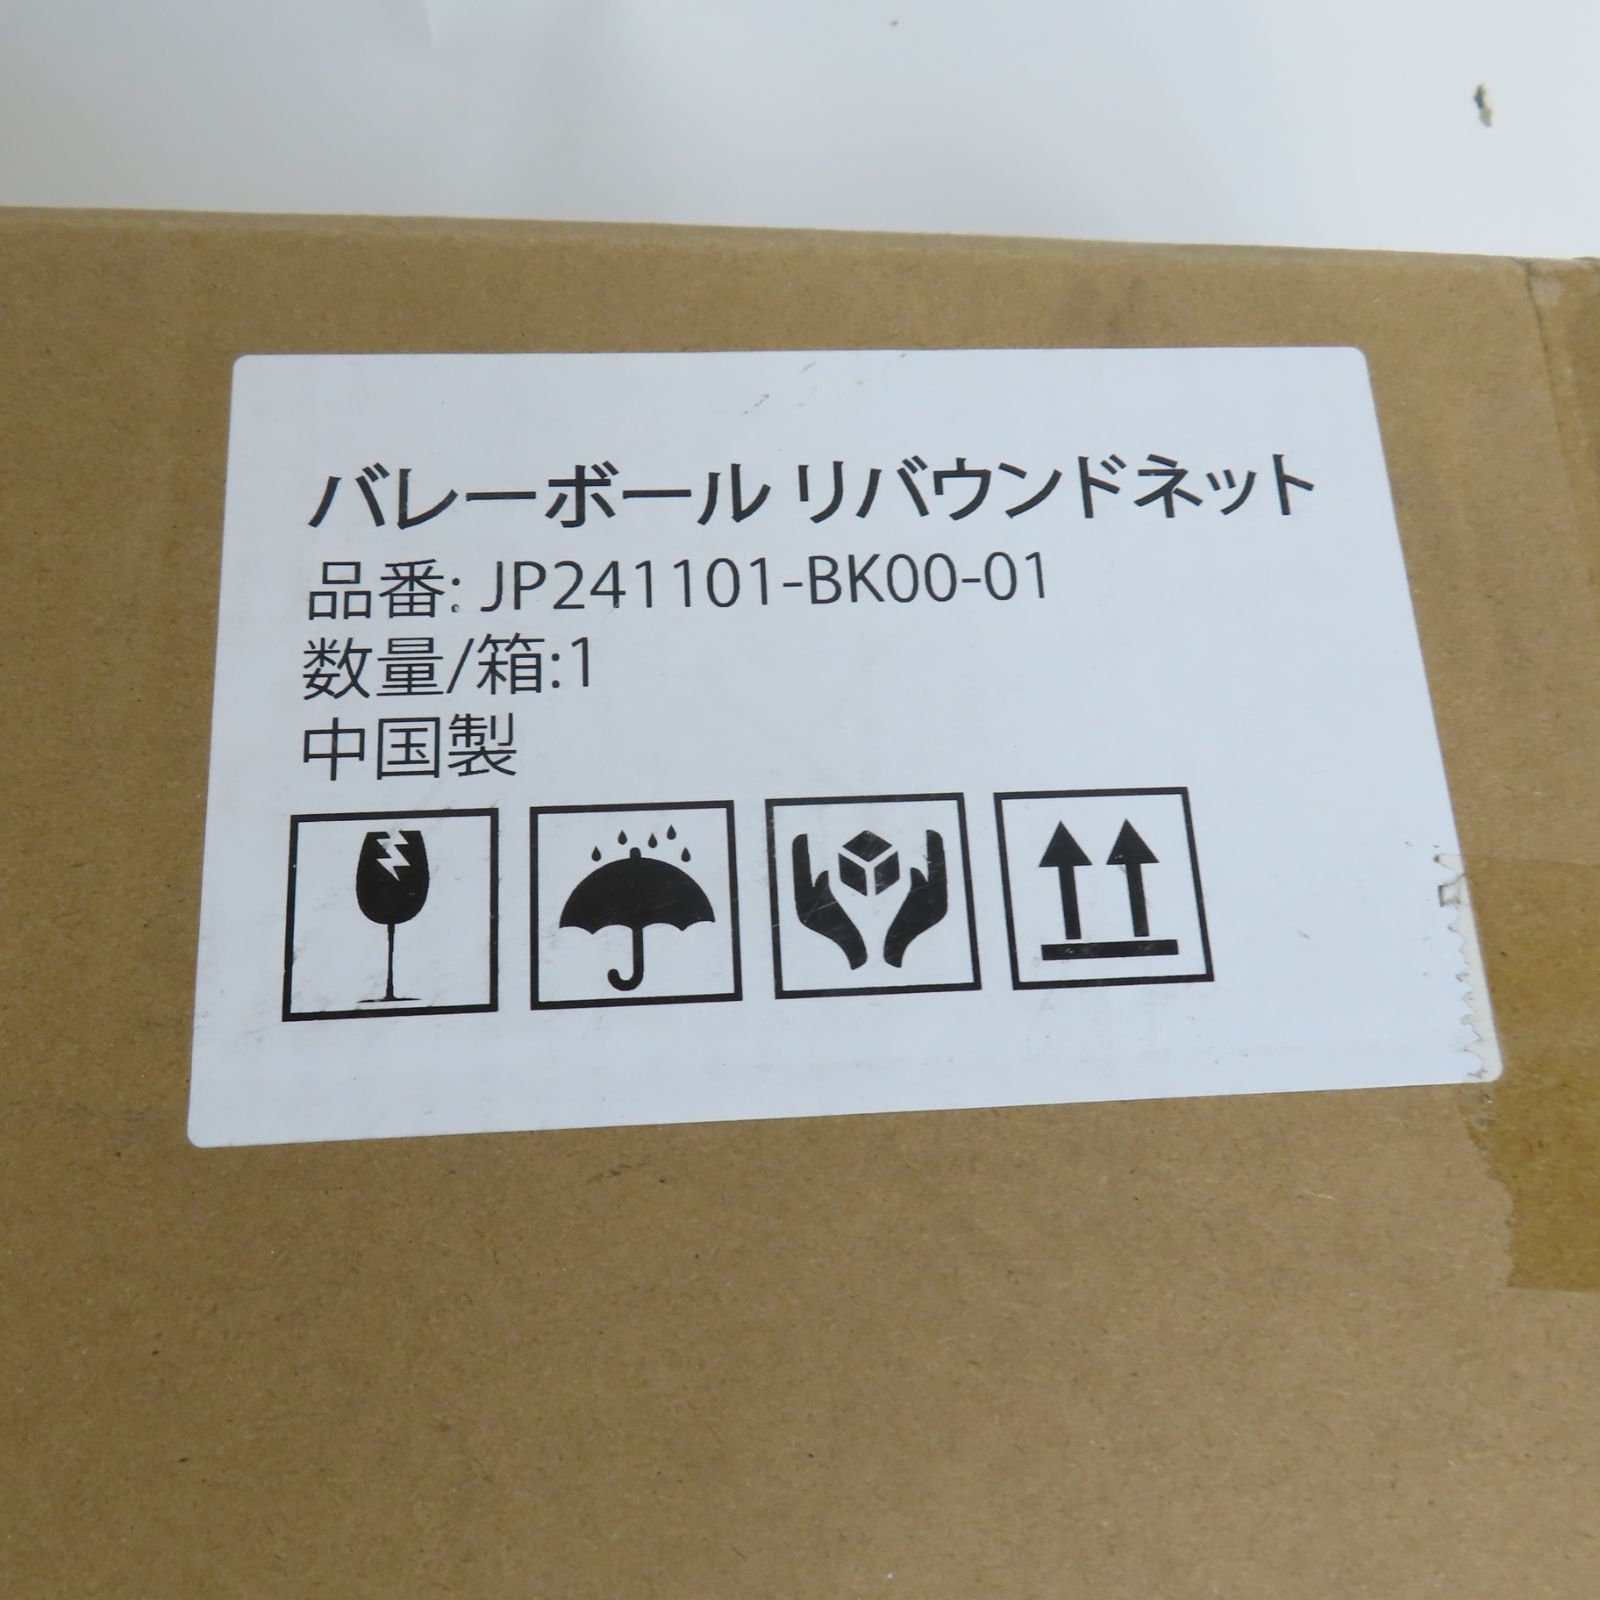 バレーボール リバウンドネット
品番: JP241101-BK00-01
数量/箱:1
中国製